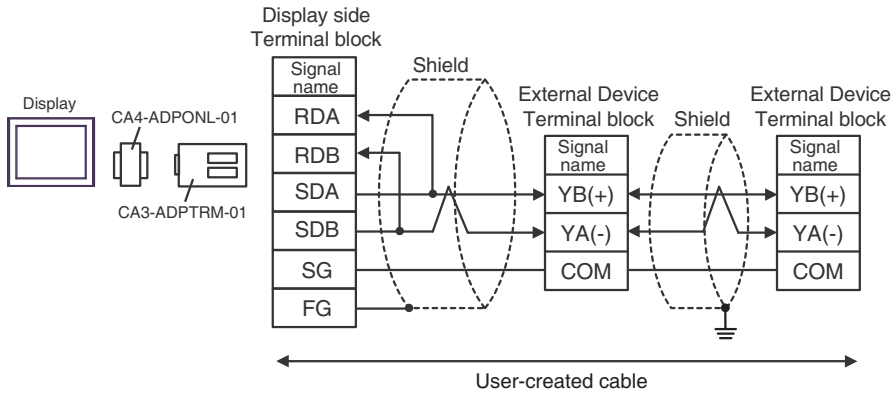 Display side
Terminal block
Signal
name
RDA
RDB
SDA
SDB
SG
FG
Shield
Display
CA4-ADPONL-01
CA3-ADPTRM-01
External Device
Terminal block
Signal
name
YB(+)
YA(-)
COM
Shield
External Device
Terminal block
Signal
name
YB(+)
YA(-)
COM
User-created cable